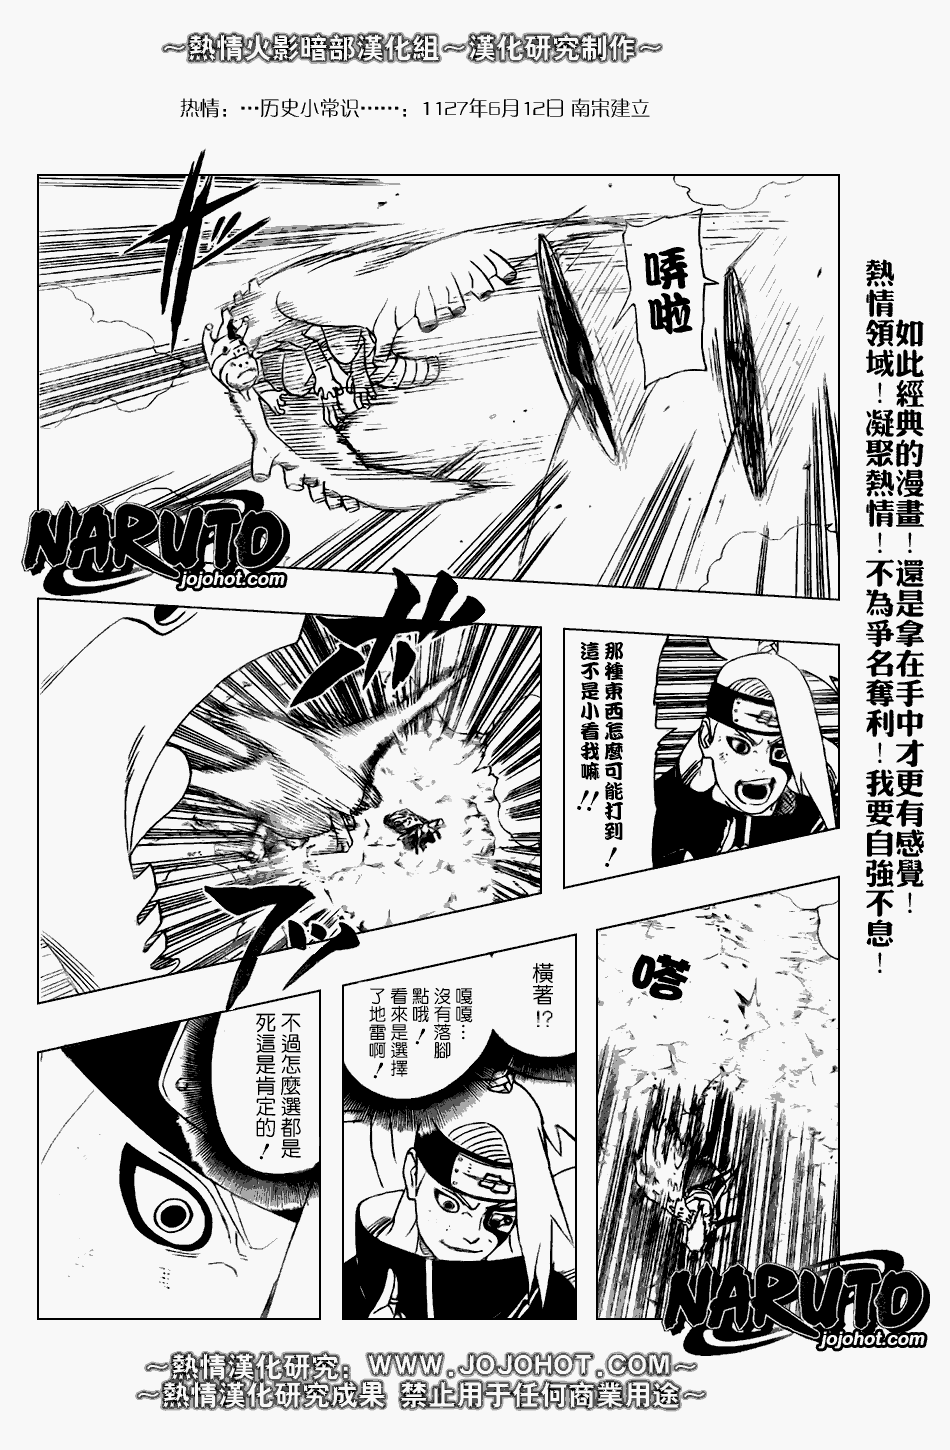 ～熱情火影暗部漢化組～漢化研究制作～
热情：…历史小常识……：1127年6月12日 南宋建立
如此經典的漫畫！還是拿在手中才更有感覺！
熱情領域！凝聚熱情！不為爭名奪利！我要自強不息！
哢啦
NARUTO
jojohot.com
那種東西怎麼可能打到！
這不是小看我嘛！！
ガッ
ブッ
嗒
橫著!?
嘎嘎…
沒有落腳
點哦！
看來是選擇
了地雷啊！
不過怎麼選都是
死這是肯定的！
NARUTO
jojohot.com
～熱情漢化研究：WWW.JOJOHOT.COM～
～熱情漢化研究成果 禁止用于任何商業用途～